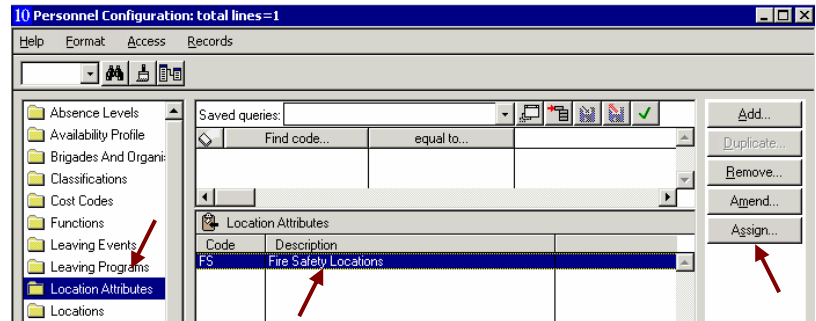 10 Personnel Configuration: total lines=1
Help Format Access Records
Absence Levels
Availability Profile
Brigades And Organi
Classifications
Cost Codes
Functions
Leaving Events
Leaving Programs
Location Attributes
Locations
Saved queries:
Find code... equal to...
Location Attributes
Code Description
FS Fire Safety Locations
Add...
Duplicate...
Remove...
Amend...
Assign...